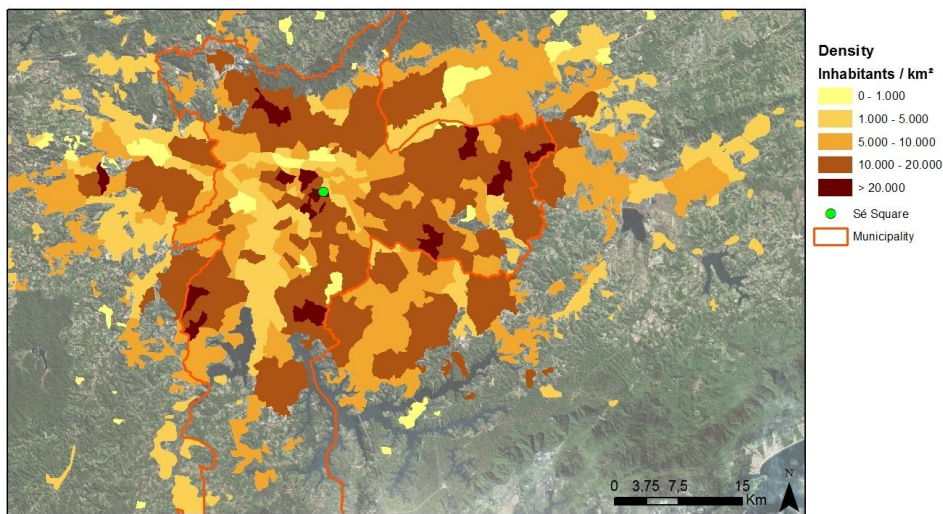 Density
Inhabitants / km²
0 - 1.000
1.000 - 5.000
5.000 - 10.000
10.000 - 20.000
> 20.000
Sé Square
Municipality
N
0 3,75 7,5 15
Km